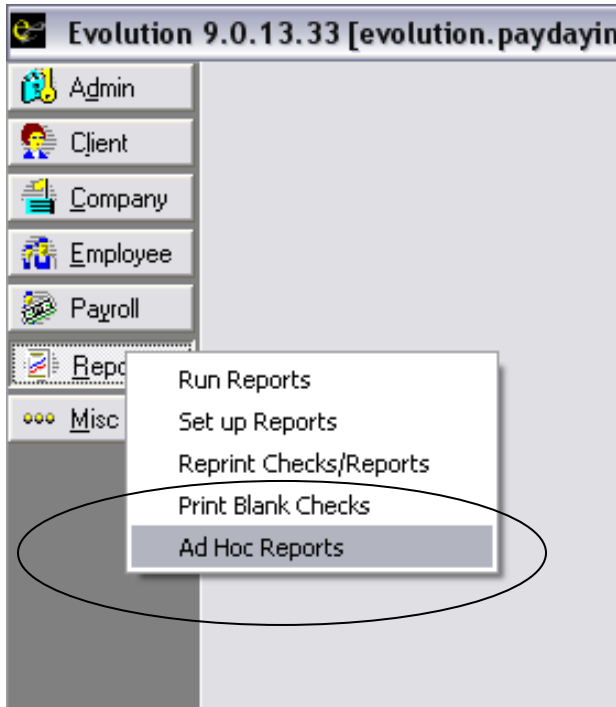 Evolution 9.0.13.33 [evolution.paydayin
Admin
Client
Company
Employee
Payroll
Repo
Run Reports
Set up Reports
Misc
Reprint Checks/Reports
Print Blank Checks
Ad Hoc Reports